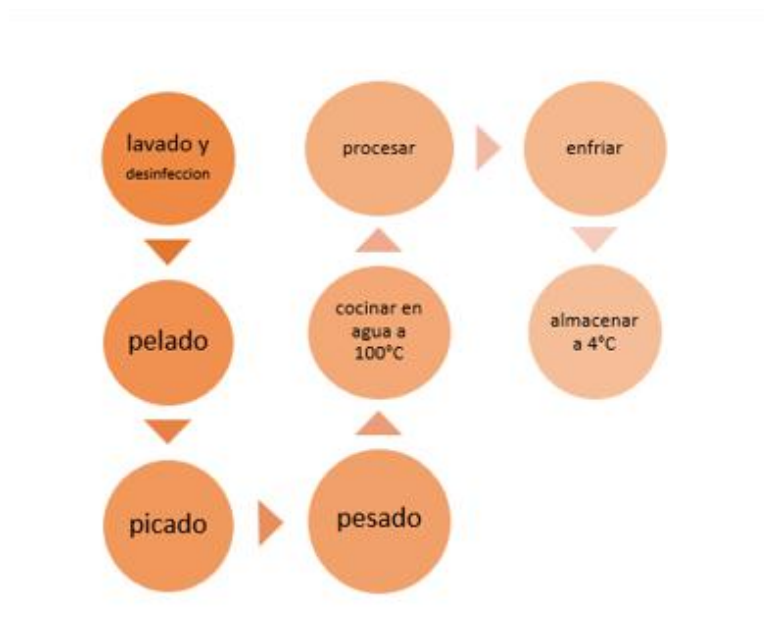 lavado y
desinfeccion
pelado
picado
pesado
cocinar en
agua a
100°C
procesar
enfriar
almacenar
a 4°C